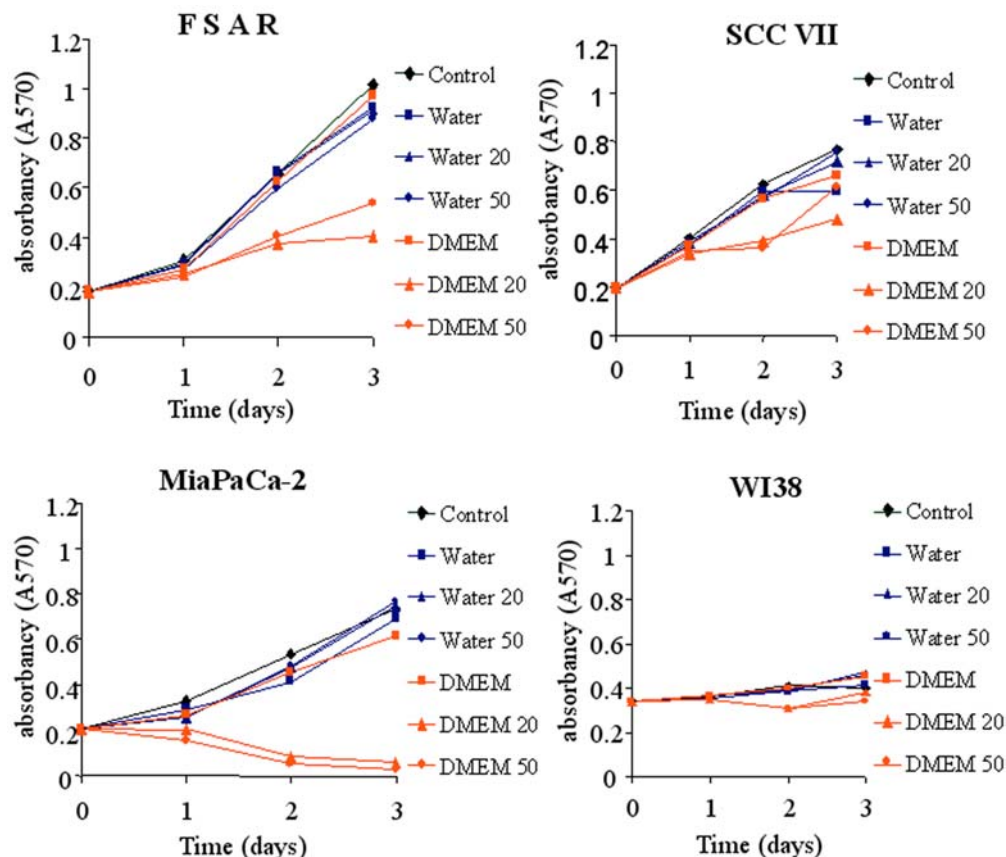 F S A R
absorbancy (A570)
1.2
1
0.8
0.6
0.4
0.2
0
0 1 2 3
Time (days)
Control
Water
Water 20
Water 50
DMEM
DMEM 20
DMEM 50
SCC VII
absorbancy (A570)
1.2
1
0.8
0.6
0.4
0.2
0
0 1 2 3
Time (days)
Control
Water
Water 20
Water 50
DMEM
DMEM 20
DMEM 50
MiaPaCa-2
absorbancy (A570)
1.2
1
0.8
0.6
0.4
0.2
0
0 1 2 3
Time (days)
Control
Water
Water 20
Water 50
DMEM
DMEM 20
DMEM 50
WI38
absorbancy (A570)
1.2
1
0.8
0.6
0.4
0.2
0
0 1 2 3
Time (days)
Control
Water
Water 20
Water 50
DMEM
DMEM 20
DMEM 50